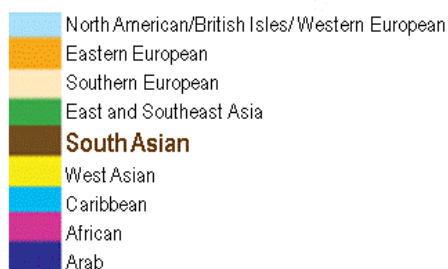 North American/British Isles/Western European
Eastern European
Southern European
East and Southeast Asia
South Asian
West Asian
Caribbean
African
Arab